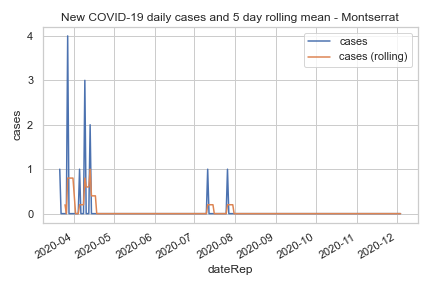 New COVID-19 daily cases and 5 day rolling mean - Montserrat
cases
cases (rolling)
4
3
2
1
0
cases
2020-04
2020-05
2020-06
2020-07
2020-08
2020-09
2020-10
2020-11
2020-12
dateRep